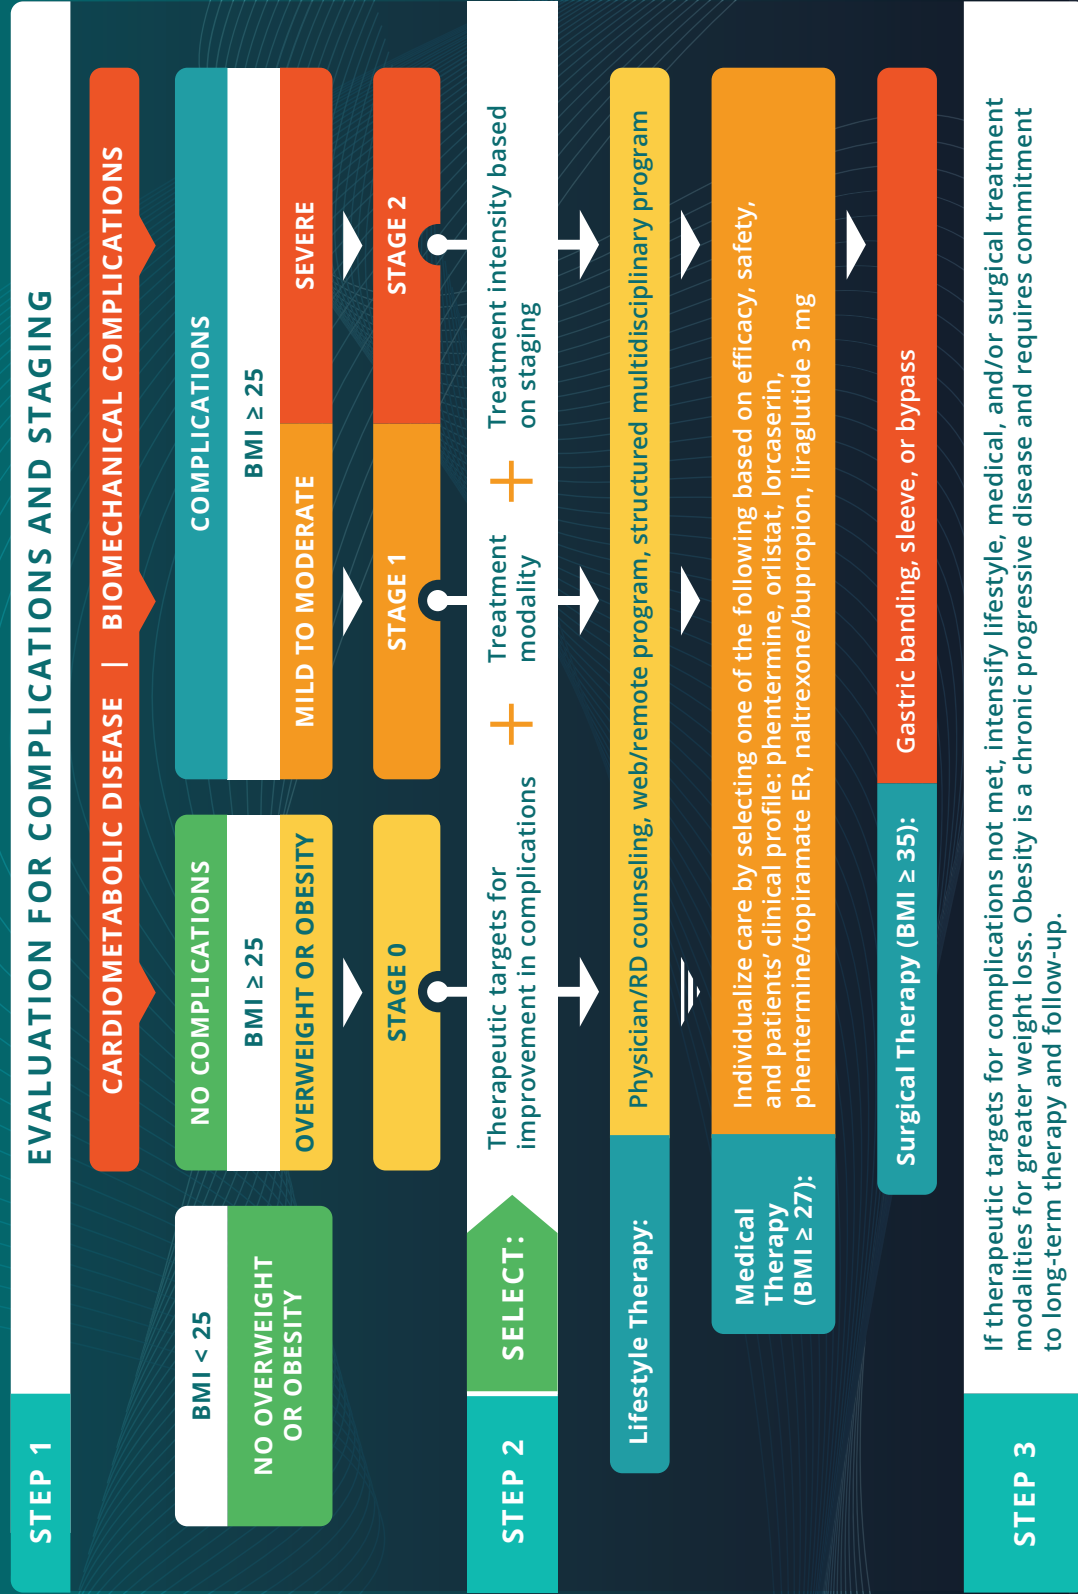 STEP 1
EVALUATION FOR COMPLICATIONS AND STAGING
CARDIOMETABOLIC DISEASE | BIOMECHANICAL COMPLICATIONS
BMI < 25
NO OVERWEIGHT
OR OBESITY
NO COMPLICATIONS
BMI ≥ 25
OVERWEIGHT OR OBESITY
COMPLICATIONS
BMI ≥ 25
MILD TO MODERATE
SEVERE
STAGE 0
STAGE 1
STAGE 2
STEP 2
SELECT:
Therapeutic targets for
improvement in complications
+
Treatment
modality
+
Treatment intensity based
on staging
Lifestyle Therapy:
Physician/RD counseling, web/remote program, structured multidisciplinary program
Medical
Therapy
(BMI ≥ 27):
Individualize care by selecting one of the following based on efficacy, safety,
and patients’ clinical profile: phentermine, orlistat, lorcaserin,
phentermine/topiramate ER, naltrexone/bupropion, liraglutide 3 mg
Surgical Therapy (BMI ≥ 35):
Gastric banding, sleeve, or bypass
STEP 3
If therapeutic targets for complications not met, intensify lifestyle, medical, and/or surgical treatment
modalities for greater weight loss. Obesity is a chronic progressive disease and requires commitment
to long-term therapy and follow-up.